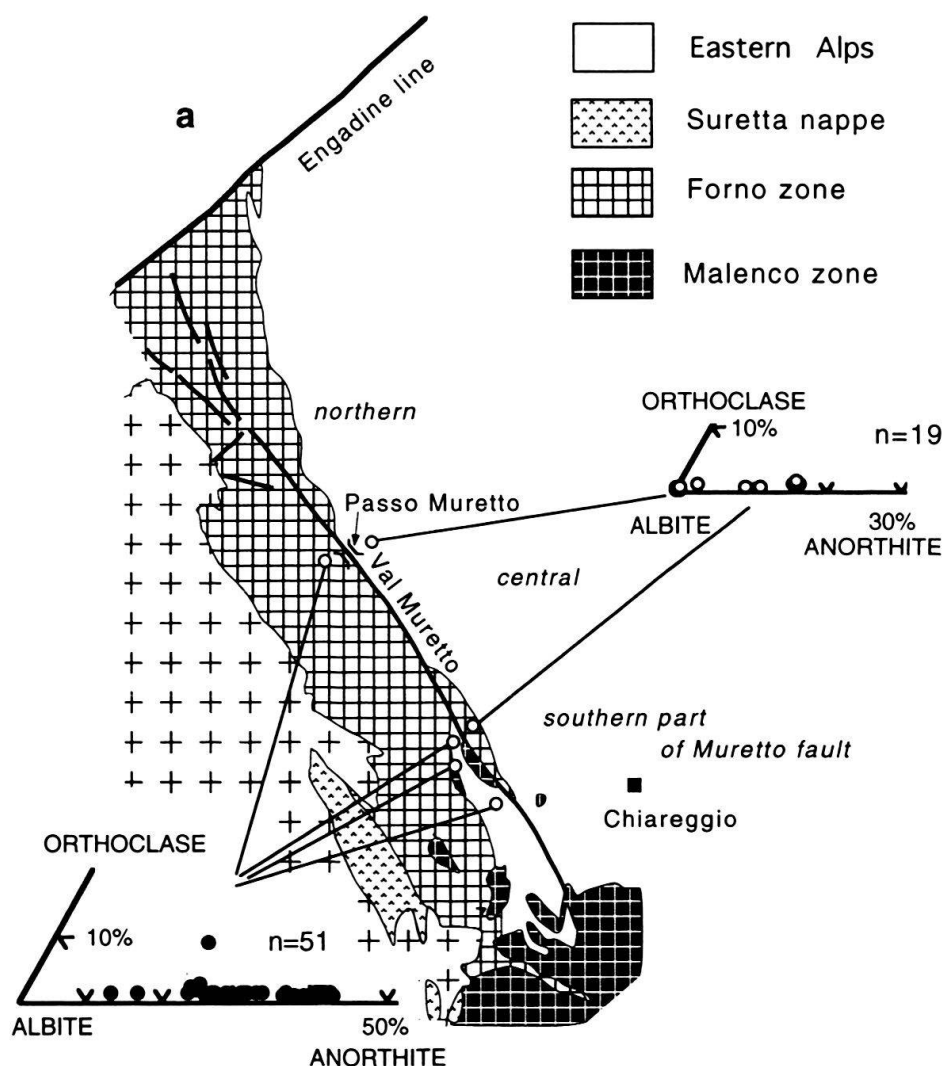 a
Engadine line
Eastern Alps
Suretta nappe
Forno zone
Malenco zone
northern
ORTHOCLASE
10%
n=19
Passo Muretto
ALBITE
30%
ANORTHITE
Val Muretto
central
southern part
of Muretto fault
Chiareggio
ORTHOCLASE
10%
n=51
ALBITE
50%
ANORTHITE